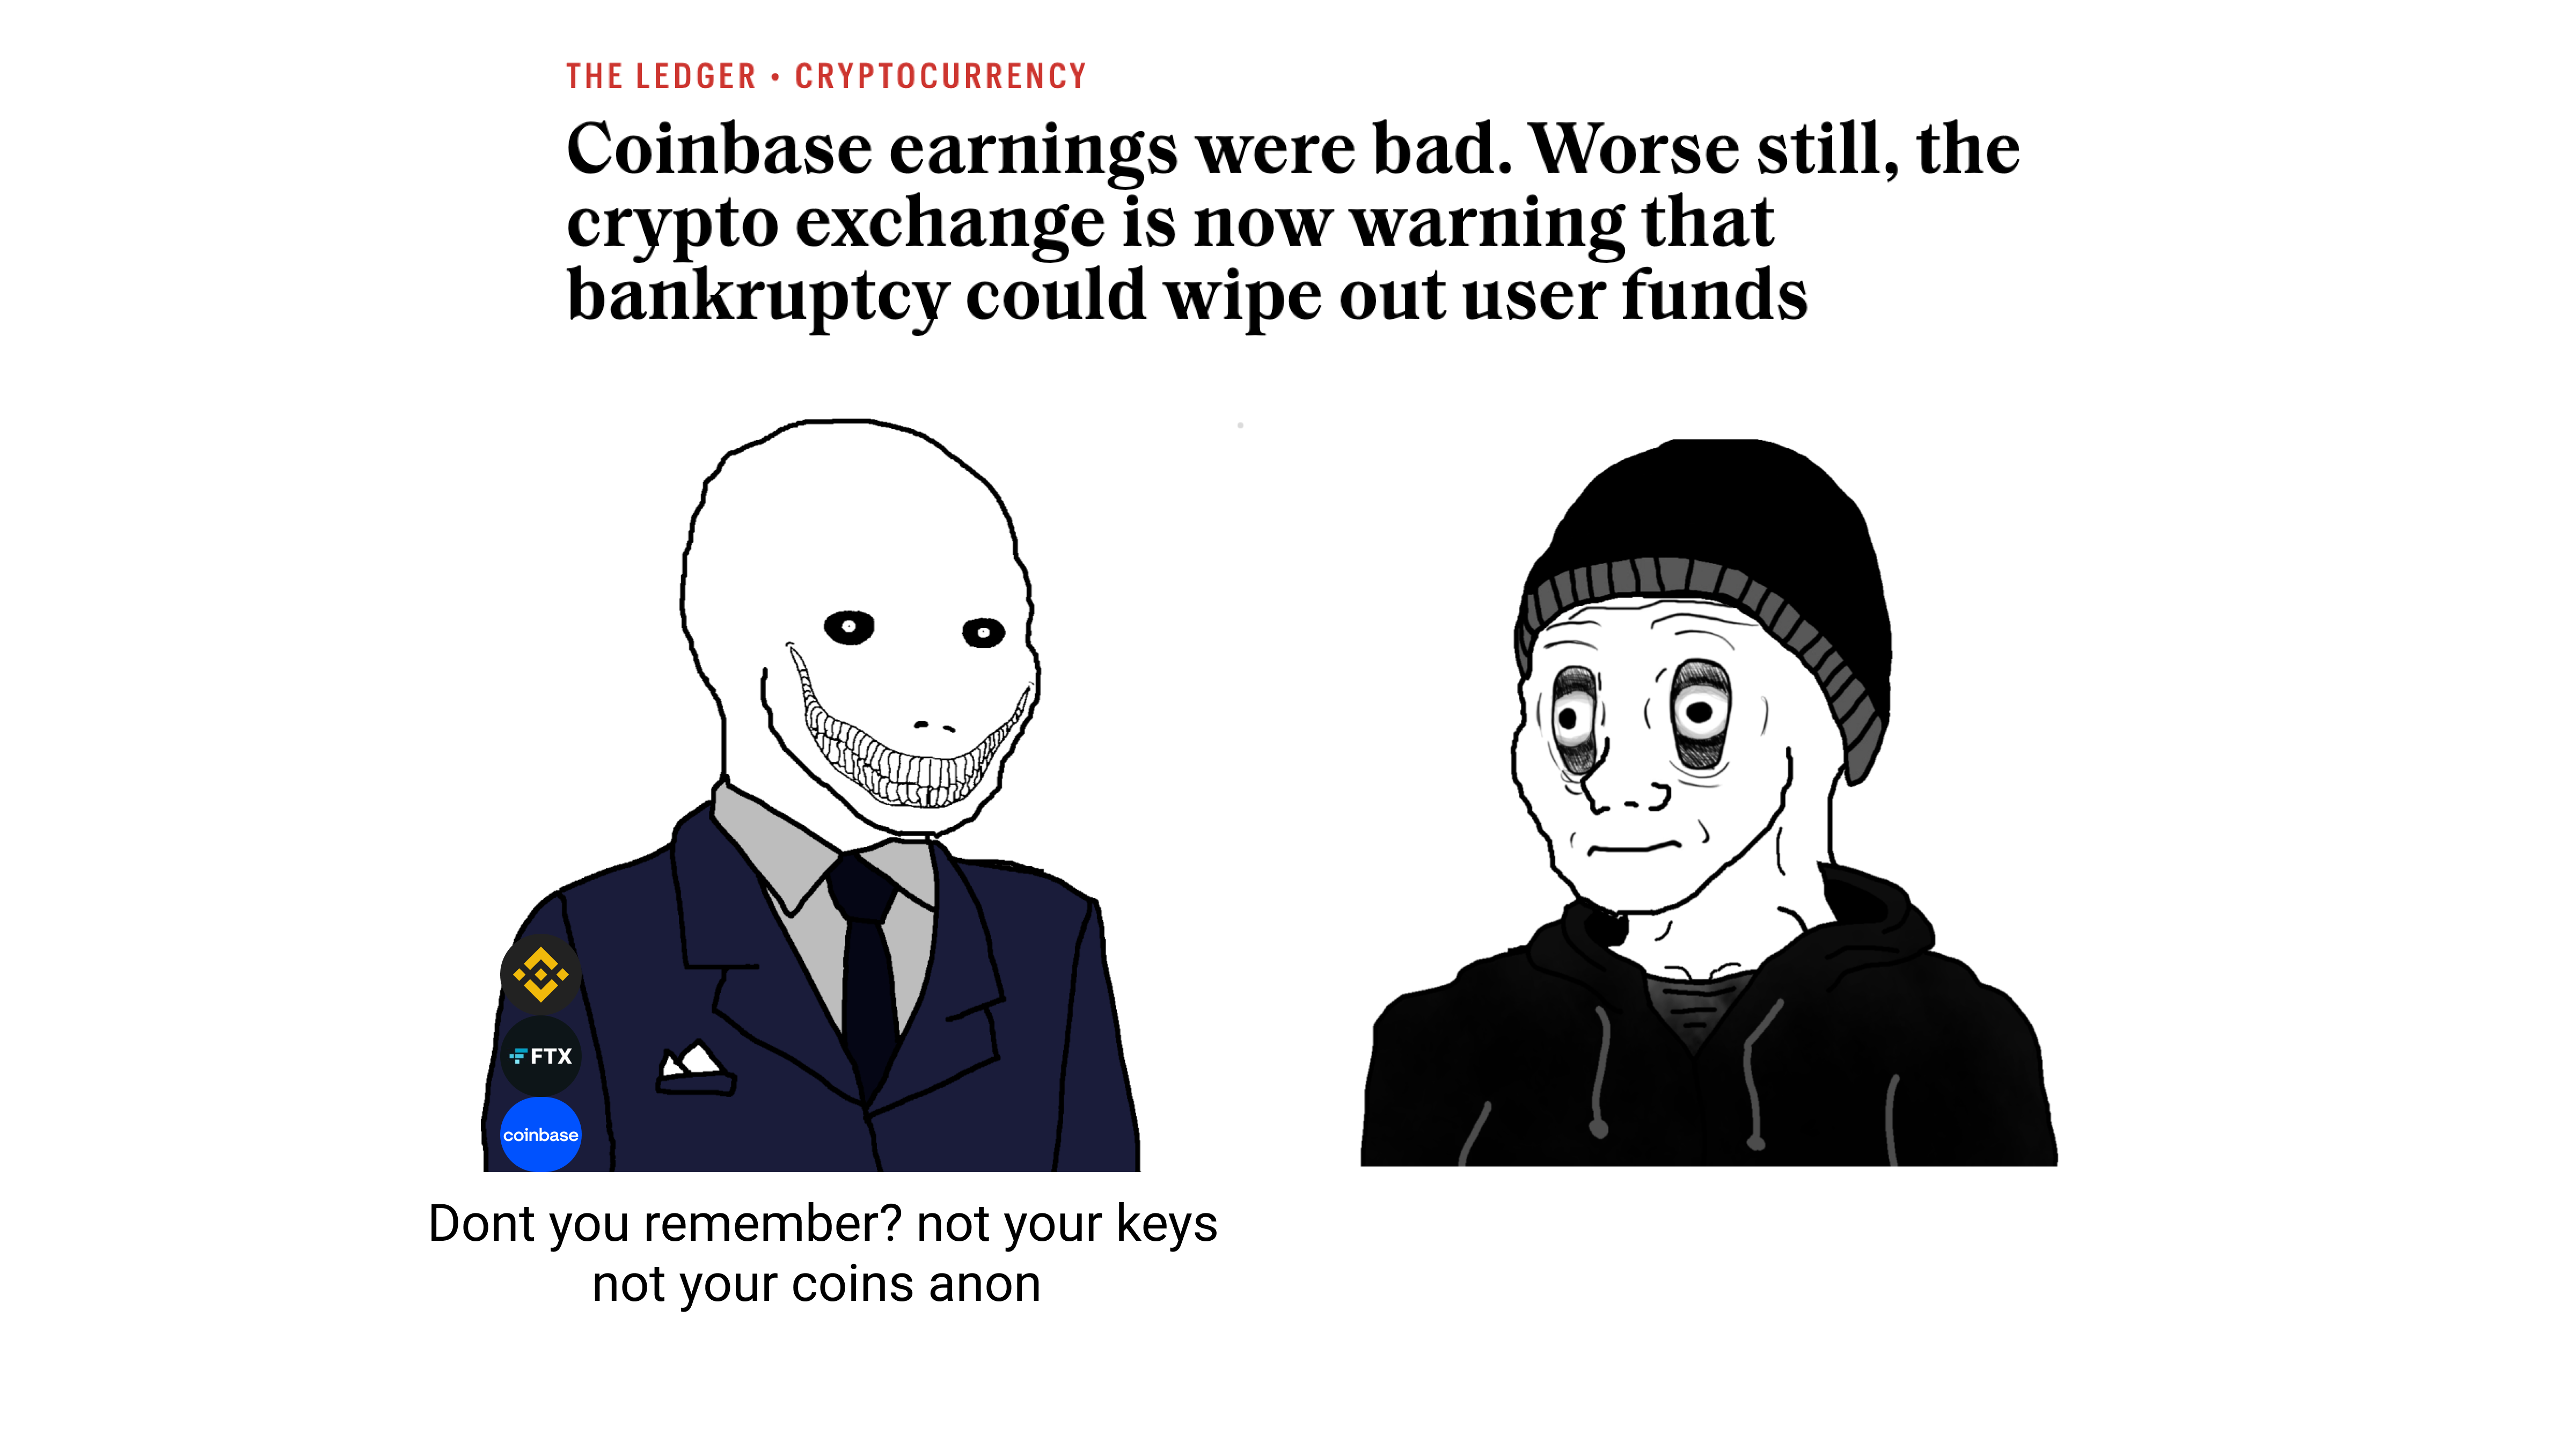 THE LEDGER • CRYPTOCURRENCY
Coinbase earnings were bad. Worse still, the
crypto exchange is now warning that
bankruptcy could wipe out user funds
FTX
coinbase
Dont you remember? not your keys
not your coins anon